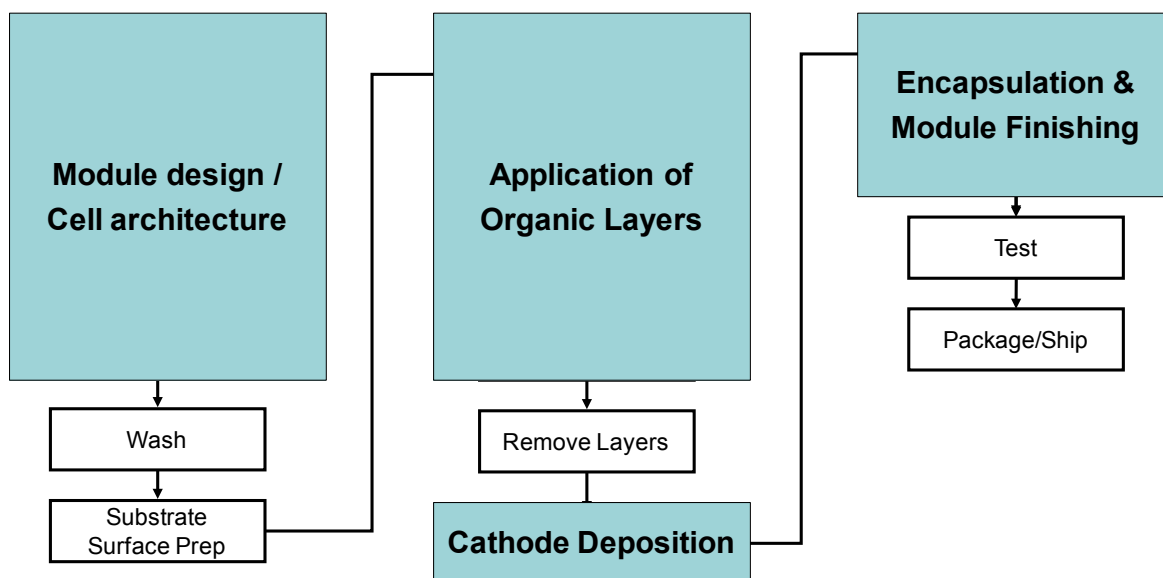 Module design /
Cell architecture
Wash
Substrate
Surface Prep
Application of
Organic Layers
Remove Layers
Cathode Deposition
Encapsulation &
Module Finishing
Test
Package/Ship